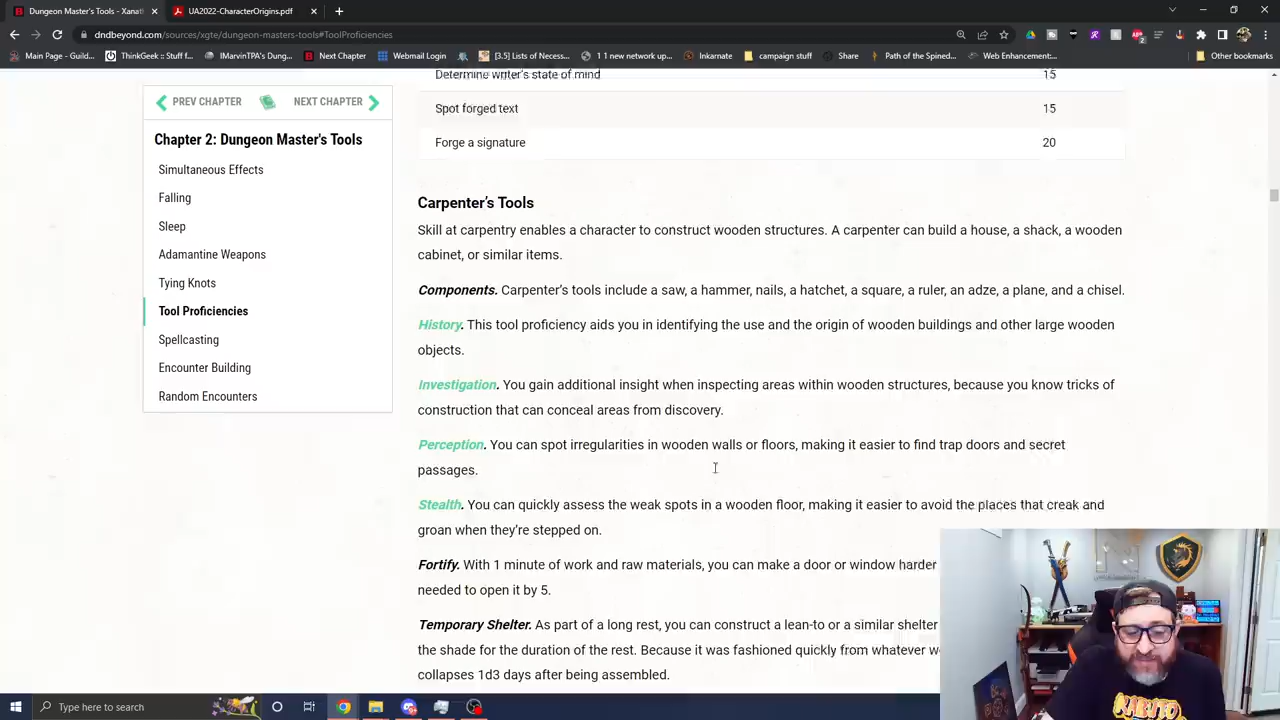 Dungeon Master's Tools - Xanath
UA2022-CharacterOrigins.pdf
dndbeyond.com/sources/xgte/dungeon-masters-tools#ToolProficiencies
Main Page - Guild...
ThinkGeek :: Stuff f...
IMarvinTPA's Dung...
Next Chapter
Webmail Login
[3.5] Lists of Necess...
1 1 new network up...
Inkarnate
campaign stuff
Share
Path of the Spined...
Web Enhancement...
Other bookmarks
PREV CHAPTER
NEXT CHAPTER
Chapter 2: Dungeon Master's Tools
Simultaneous Effects
Falling
Sleep
Adamantine Weapons
Tying Knots
Tool Proficiencies
Spellcasting
Encounter Building
Random Encounters
Determine writer's state of mind 15
Spot forged text 15
Forge a signature 20
Carpenter's Tools
Skill at carpentry enables a character to construct wooden structures. A carpenter can build a house, a shack, a wooden
cabinet, or similar items.
Components. Carpenter's tools include a saw, a hammer, nails, a hatchet, a square, a ruler, an adze, a plane, and a chisel.
History. This tool proficiency aids you in identifying the use and the origin of wooden buildings and other large wooden
objects.
Investigation. You gain additional insight when inspecting areas within wooden structures, because you know tricks of
construction that can conceal areas from discovery.
Perception. You can spot irregularities in wooden walls or floors, making it easier to find trap doors and secret
passages.
Stealth. You can quickly assess the weak spots in a wooden floor, making it easier to avoid the places that creak and
groan when they're stepped on.
Fortify. With 1 minute of work and raw materials, you can make a door or window harder
needed to open it by 5.
Temporary Shelter. As part of a long rest, you can construct a lean-to or a similar shelter
the shade for the duration of the rest. Because it was fashioned quickly from whatever w
collapses 1d3 days after being assembled.
Type here to search